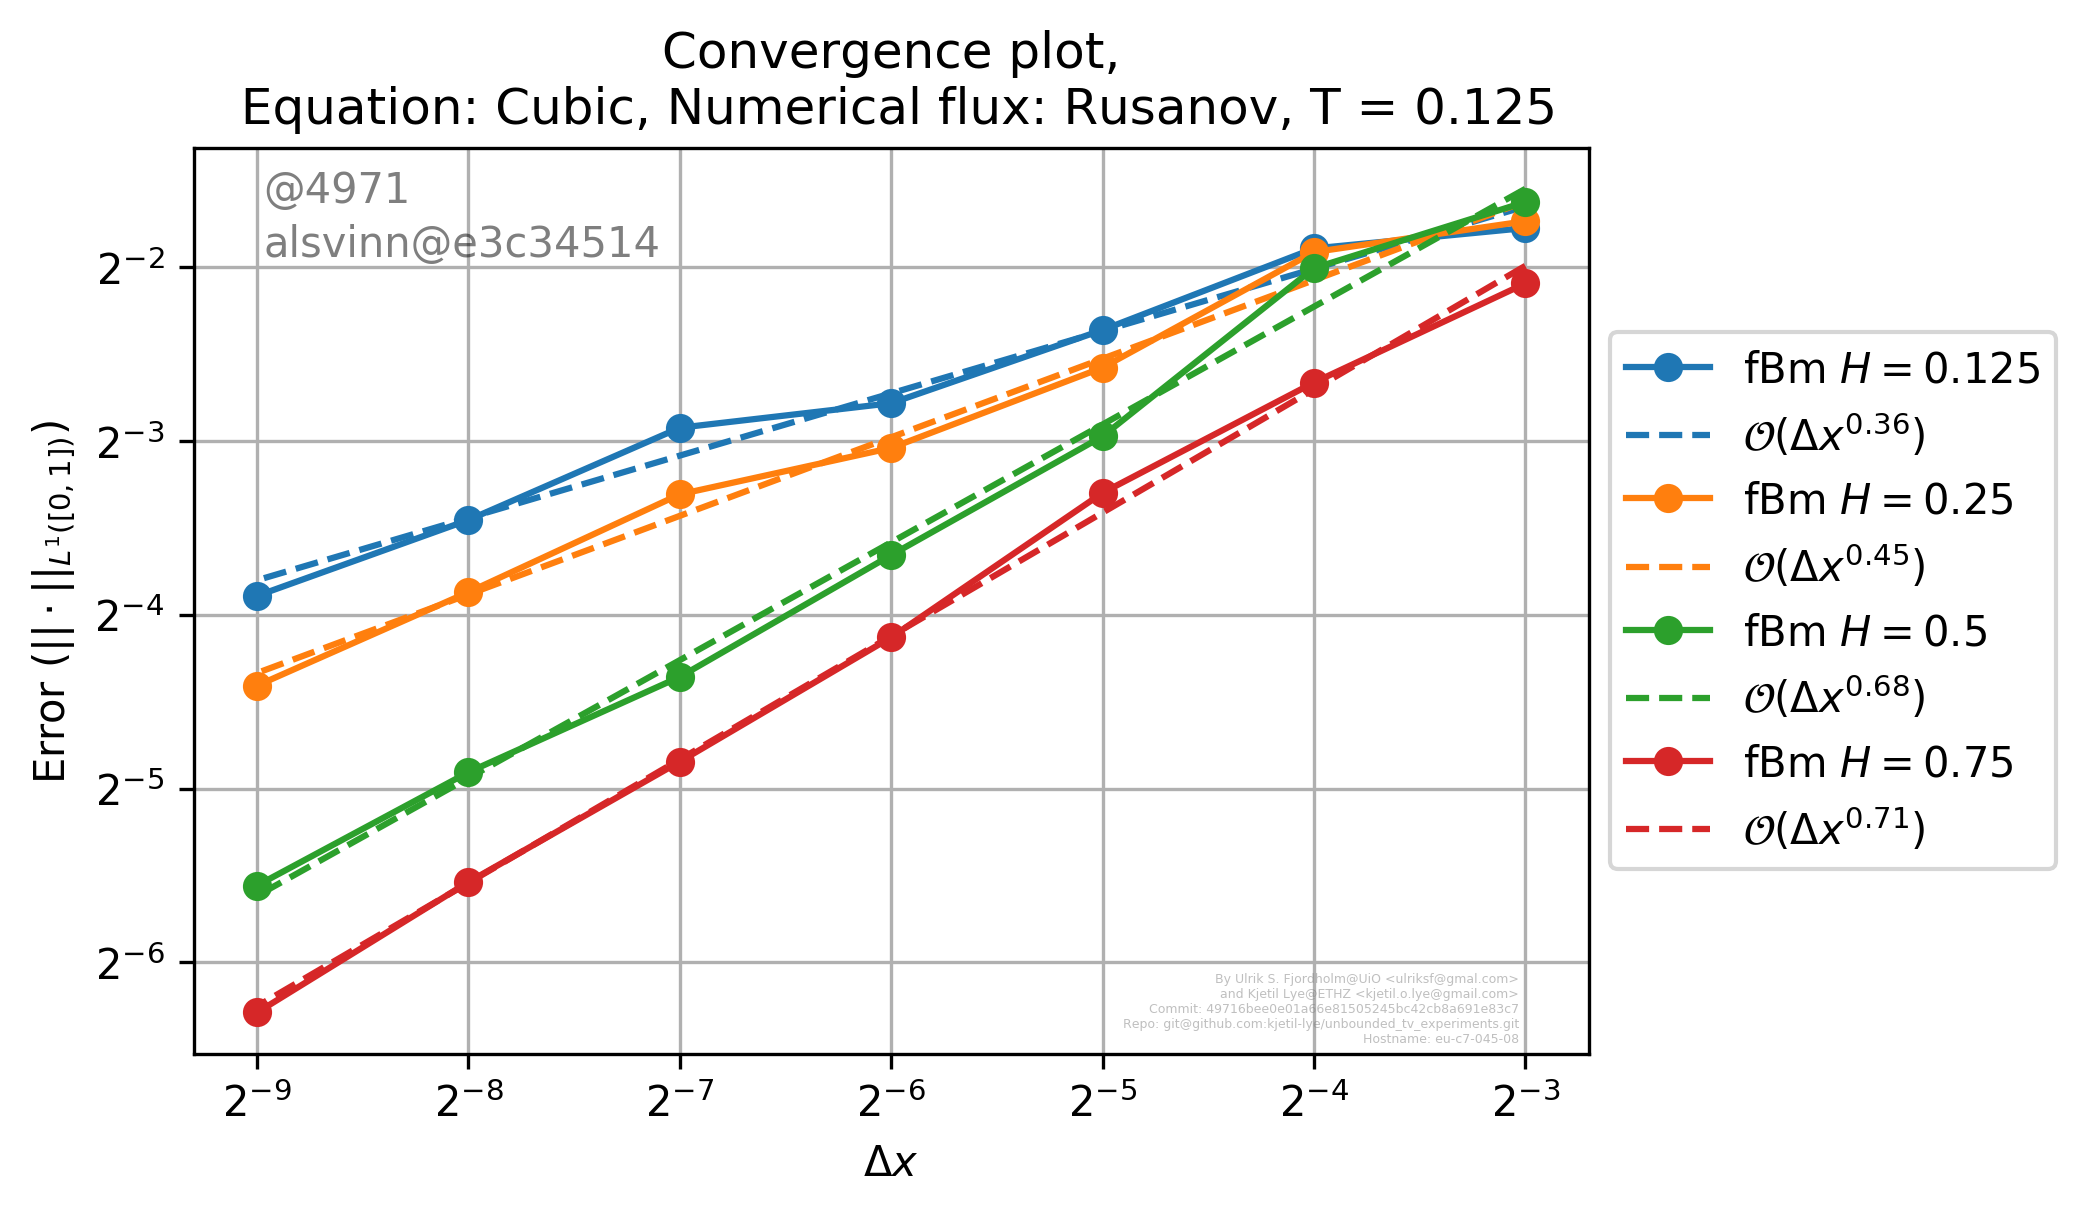 Convergence plot,
Equation: Cubic, Numerical flux: Rusanov, T = 0.125
@4971
alsvinn@e3c34514
2⁻²
2⁻³
2⁻⁴
2⁻⁵
2⁻⁶
Error (||·||_{L¹([0,1])})
2⁻⁹ 2⁻⁸ 2⁻⁷ 2⁻⁶ 2⁻⁵ 2⁻⁴ 2⁻³
Δx
fBm H = 0.125
𝒪(Δx^{0.36})
fBm H = 0.25
𝒪(Δx^{0.45})
fBm H = 0.5
𝒪(Δx^{0.68})
fBm H = 0.75
𝒪(Δx^{0.71})
By Ulrik S. Fjordholm@UiO <ulriksf@gmal.com>
and Kjetil Lye@ETHZ <kjetil.o.lye@gmail.com>
Commit: 49716bee0e01a66e81505245bc42cb8a691e83c7
Repo: git@github.com:kjetil-lye/unbounded_tv_experiments.git
Hostname: eu-c7-045-08